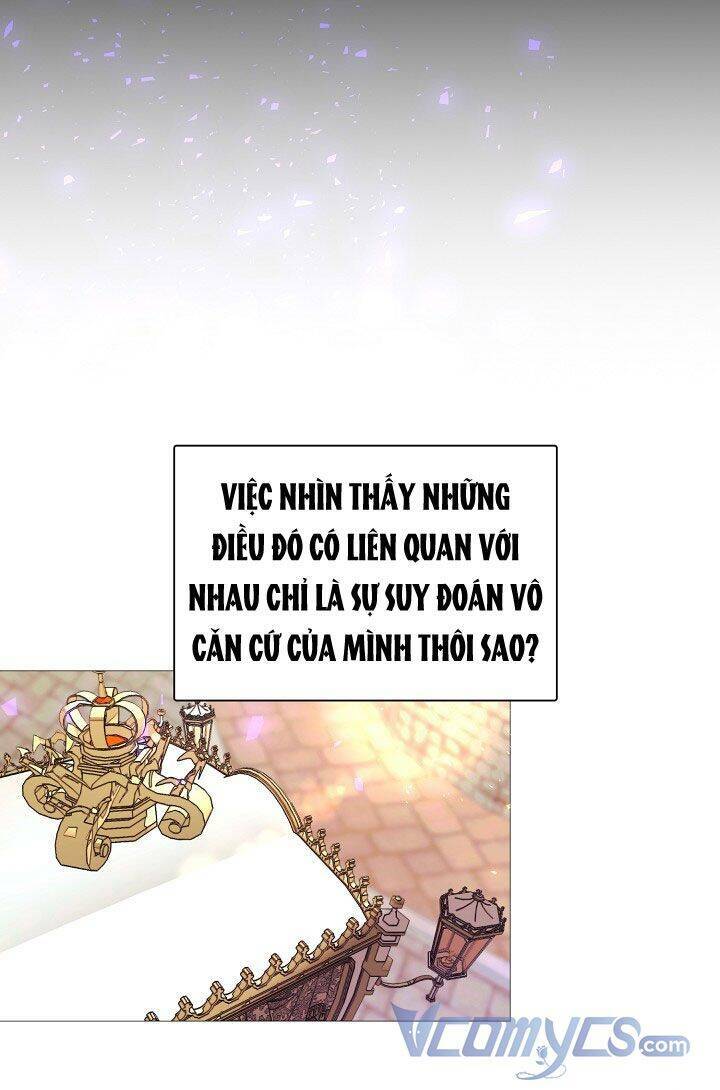 VIỆC NHÌN THẤY NHỮNG
ĐIỀU ĐÓ CÓ LIÊN QUAN VỚI
NHAU CHỈ LÀ SỰ SUY ĐOÁN VÔ
CĂN CỨ CỦA MÌNH THÔI SAO?
VCOMYCS.com